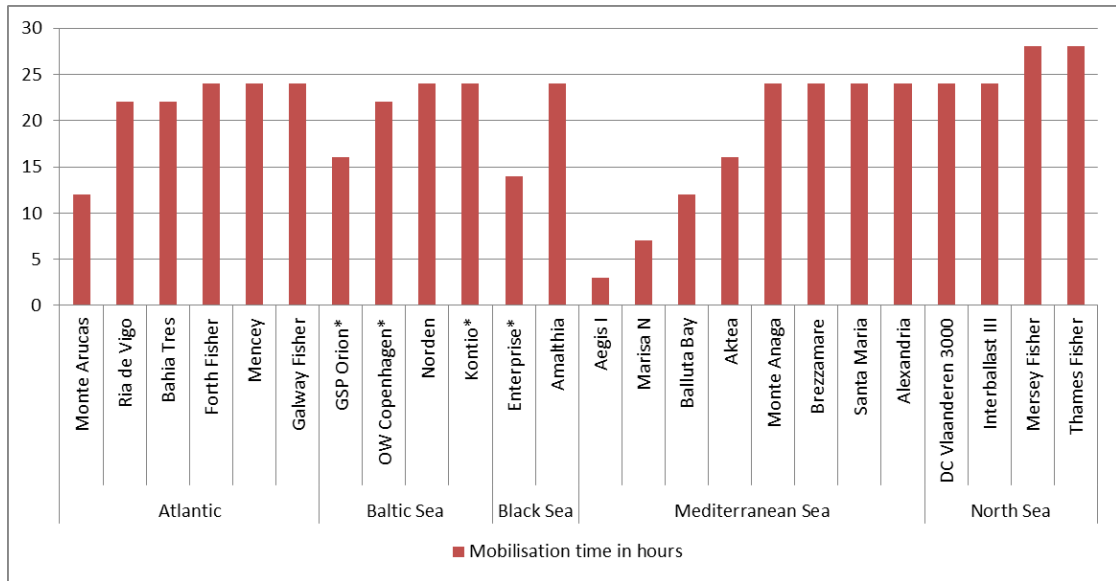 30
25
20
15
10
5
0
Monte Arucas
Ria de Vigo
Bahia Tres
Forth Fisher
Mencey
Galway Fisher
GSP Orion*
OW Copenhagen*
Norden
Kontio*
Enterprise*
Amalthia
Aegis I
Marisa N
Balluta Bay
Aktea
Monte Anaga
Brezzamare
Santa Maria
Alexandria
DC Vlaanderen 3000
Interballast III
Mersey Fisher
Thames Fisher
Atlantic
Baltic Sea
Black Sea
Mediterranean Sea
North Sea
Mobilisation time in hours